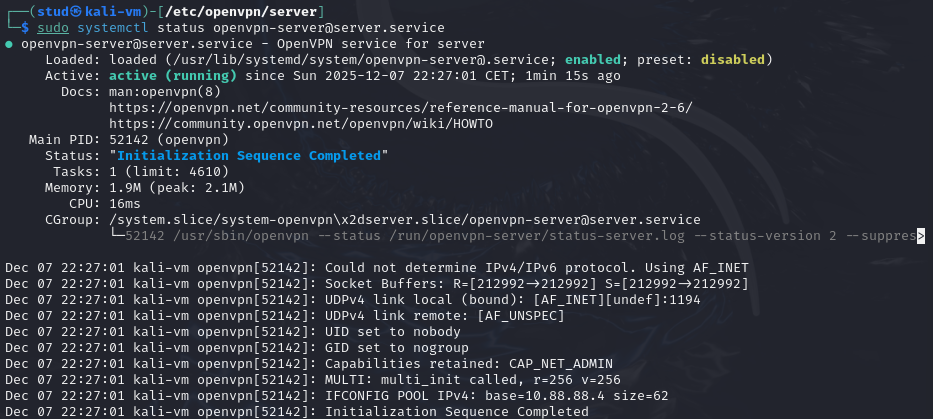 ┌──(stud㉿kali-vm)-[/etc/openvpn/server]
└─$ sudo systemctl status openvpn-server@server.service
● openvpn-server@server.service - OpenVPN service for server
     Loaded: loaded (/usr/lib/systemd/system/openvpn-server@.service; enabled; preset: disabled)
     Active: active (running) since Sun 2025-12-07 22:27:01 CET; 1min 15s ago
       Docs: man:openvpn(8)
             https://openvpn.net/community-resources/reference-manual-for-openvpn-2-6/
             https://community.openvpn.net/openvpn/wiki/HOWTO
   Main PID: 52142 (openvpn)
     Status: "Initialization Sequence Completed"
      Tasks: 1 (limit: 4610)
     Memory: 1.9M (peak: 2.1M)
        CPU: 16ms
     CGroup: /system.slice/system-openvpn\x2dserver.slice/openvpn-server@server.service
             └─52142 /usr/sbin/openvpn --status /run/openvpn-server/status-server.log --status-version 2 --suppres>
Dec 07 22:27:01 kali-vm openvpn[52142]: Could not determine IPv4/IPv6 protocol. Using AF_INET
Dec 07 22:27:01 kali-vm openvpn[52142]: Socket Buffers: R=[212992->212992] S=[212992->212992]
Dec 07 22:27:01 kali-vm openvpn[52142]: UDPv4 link local (bound): [AF_INET][undef]:1194
Dec 07 22:27:01 kali-vm openvpn[52142]: UDPv4 link remote: [AF_UNSPEC]
Dec 07 22:27:01 kali-vm openvpn[52142]: UID set to nobody
Dec 07 22:27:01 kali-vm openvpn[52142]: GID set to nogroup
Dec 07 22:27:01 kali-vm openvpn[52142]: Capabilities retained: CAP_NET_ADMIN
Dec 07 22:27:01 kali-vm openvpn[52142]: MULTI: multi_init called, r=256 v=256
Dec 07 22:27:01 kali-vm openvpn[52142]: IFCONFIG POOL IPv4: base=10.88.88.4 size=62
Dec 07 22:27:01 kali-vm openvpn[52142]: Initialization Sequence Completed